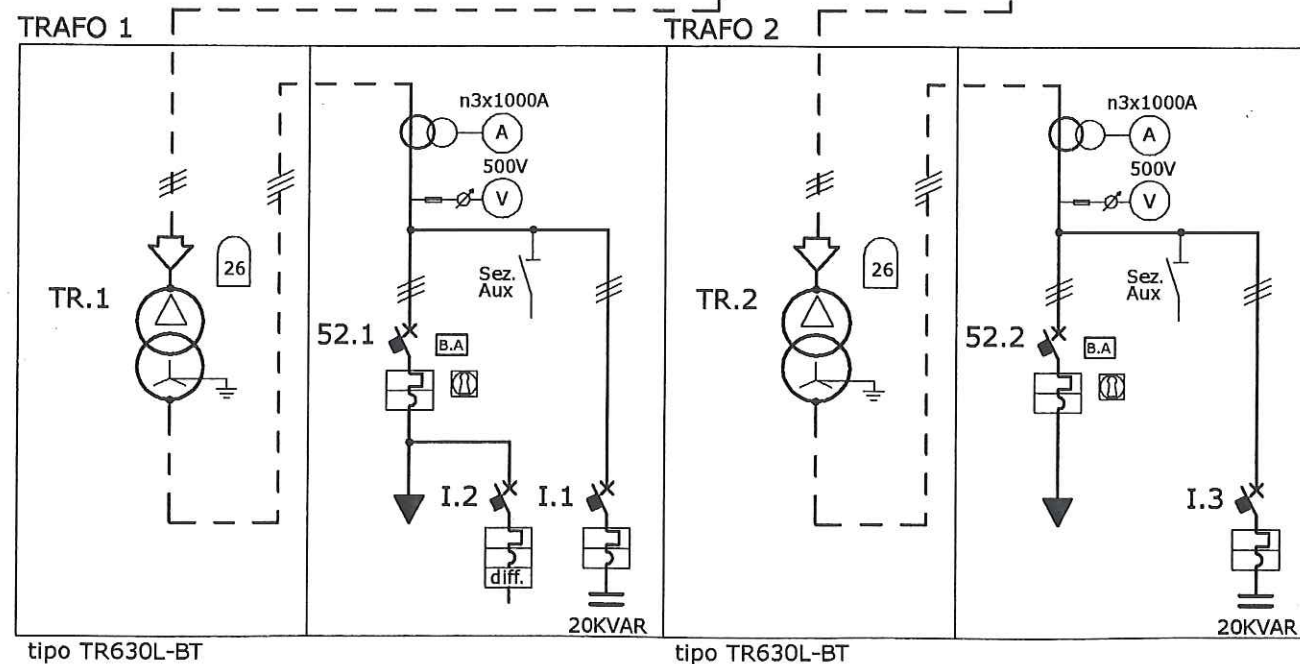 TRAFO 1
TRAFO 2
n3x1000A
A
500V
V
26
TR.1
Sez.
Aux
52.1
B.A
I.2
I.1
diff.
20KVAR
n3x1000A
A
500V
V
26
TR.2
Sez.
Aux
52.2
B.A
I.3
20KVAR
tipo TR630L-BT
tipo TR630L-BT